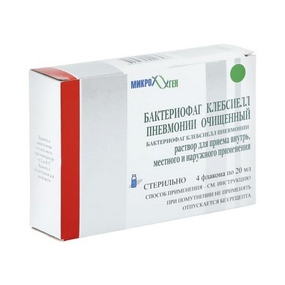 МИКРОГЕН
БАКТЕРИОФАГ КЛЕБСИЕЛЛ
ПНЕВМОНИИ ОЧИЩЕННЫЙ
БАКТЕРИОФАГ КЛЕБСИЕЛЛ ПНЕВМОНИИ
раствор для приема внутрь,
местного и наружного применения
СТЕРИЛЬНО 4 флакона по 20 мл
СПОСОБ ПРИМЕНЕНИЯ - СМ. ИНСТРУКЦИЮ
ПРИ ПОМУТНЕНИИ НЕ ПРИМЕНЯТЬ
ОТПУСКАЕТСЯ БЕЗ РЕЦЕПТА